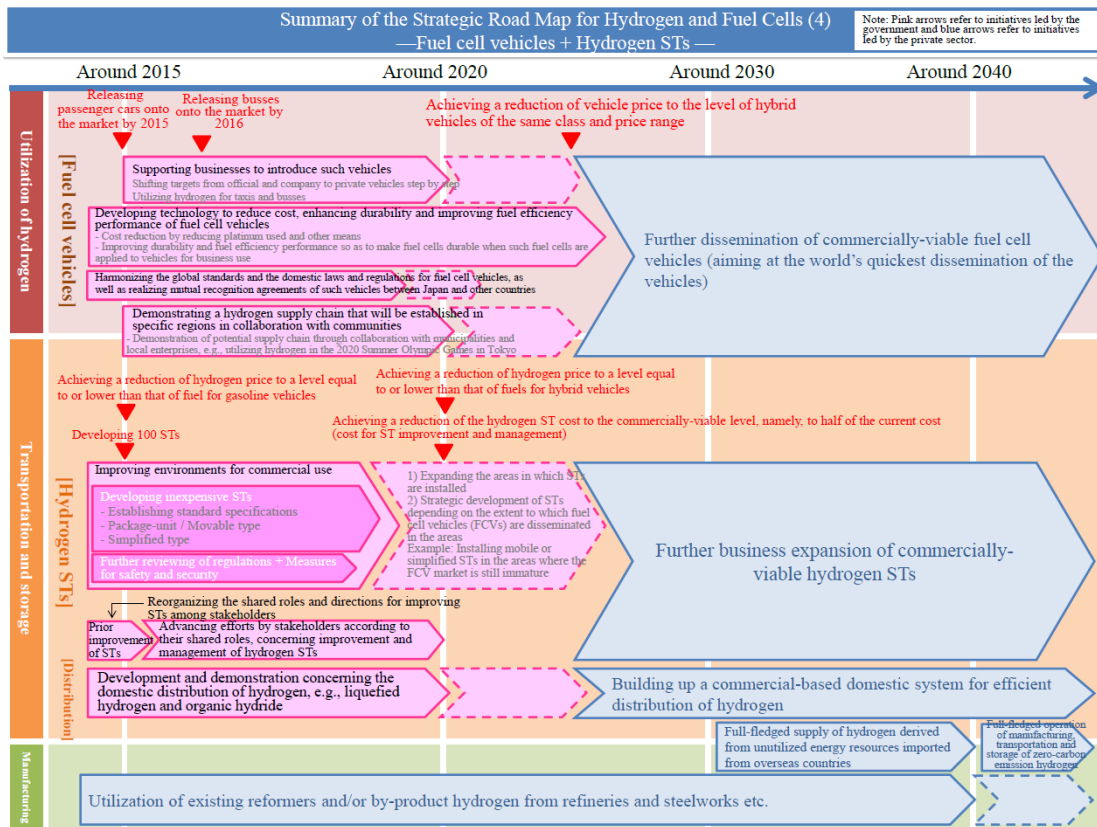 Summary of the Strategic Road Map for Hydrogen and Fuel Cells (4)
—Fuel cell vehicles + Hydrogen STs —
Note: Pink arrows refer to initiatives led by the
government and blue arrows refer to initiatives
led by the private sector.
Around 2015
Around 2020
Around 2030
Around 2040
Utilization of hydrogen
[Fuel cell vehicles]
Releasing
passenger cars onto
the market by 2015
Releasing busses
onto the market by
2016
Achieving a reduction of vehicle price to the level of hybrid
vehicles of the same class and price range
Supporting businesses to introduce such vehicles
Shifting targets from official and company to private vehicles step by step
Utilizing hydrogen for taxis and busses
Developing technology to reduce cost, enhancing durability and improving fuel efficiency
performance of fuel cell vehicles
- Cost reduction by reducing platinum used and other means
- Improving durability and fuel efficiency performance so as to make fuel cells durable when such fuel cells are
applied to vehicles for business use
Harmonizing the global standards and the domestic laws and regulations for fuel cell vehicles, as
well as realizing mutual recognition agreements of such vehicles between Japan and other countries
Demonstrating a hydrogen supply chain that will be established in
specific regions in collaboration with communities
- Demonstration of potential supply chain through collaboration with municipalities and
local enterprises, e.g., utilizing hydrogen in the 2020 Summer Olympic Games in Tokyo
Further dissemination of commercially-viable fuel cell
vehicles (aiming at the world's quickest dissemination of the
vehicles)
Transportation and storage
[Hydrogen STs]
Achieving a reduction of hydrogen price to a level equal
to or lower than that of fuel for gasoline vehicles
Developing 100 STs
Achieving a reduction of hydrogen price to a level equal
to or lower than that of fuels for hybrid vehicles
Achieving a reduction of the hydrogen ST cost to the commercially-viable level, namely, to half of the current cost
(cost for ST improvement and management)
Improving environments for commercial use
Developing inexpensive STs
- Establishing standard specifications
- Package-unit / Movable type
- Simplified type
Further reviewing of regulations + Measures
for safety and security
1) Expanding the areas in which STs
are installed
2) Strategic development of STs
depending on the extent to which fuel
cell vehicles (FCVs) are disseminated
in the areas
Example: Installing mobile or
simplified STs in the areas where the
FCV market is still immature
Further business expansion of commercially-
viable hydrogen STs
Reorganizing the shared roles and directions for improving
STs among stakeholders
Prior
improvement
of STs
Advancing efforts by stakeholders according to
their shared roles, concerning improvement and
management of hydrogen STs
[Distribution]
Development and demonstration concerning the
domestic distribution of hydrogen, e.g., liquefied
hydrogen and organic hydride
Building up a commercial-based domestic system for efficient
distribution of hydrogen
Full-fledged supply of hydrogen derived
from unutilized energy resources imported
from overseas countries
Full-fledged operation
of manufacturing,
transportation and
storage of zero-carbon
emission hydrogen
Manufacturing
Utilization of existing reformers and/or by-product hydrogen from refineries and steelworks etc.